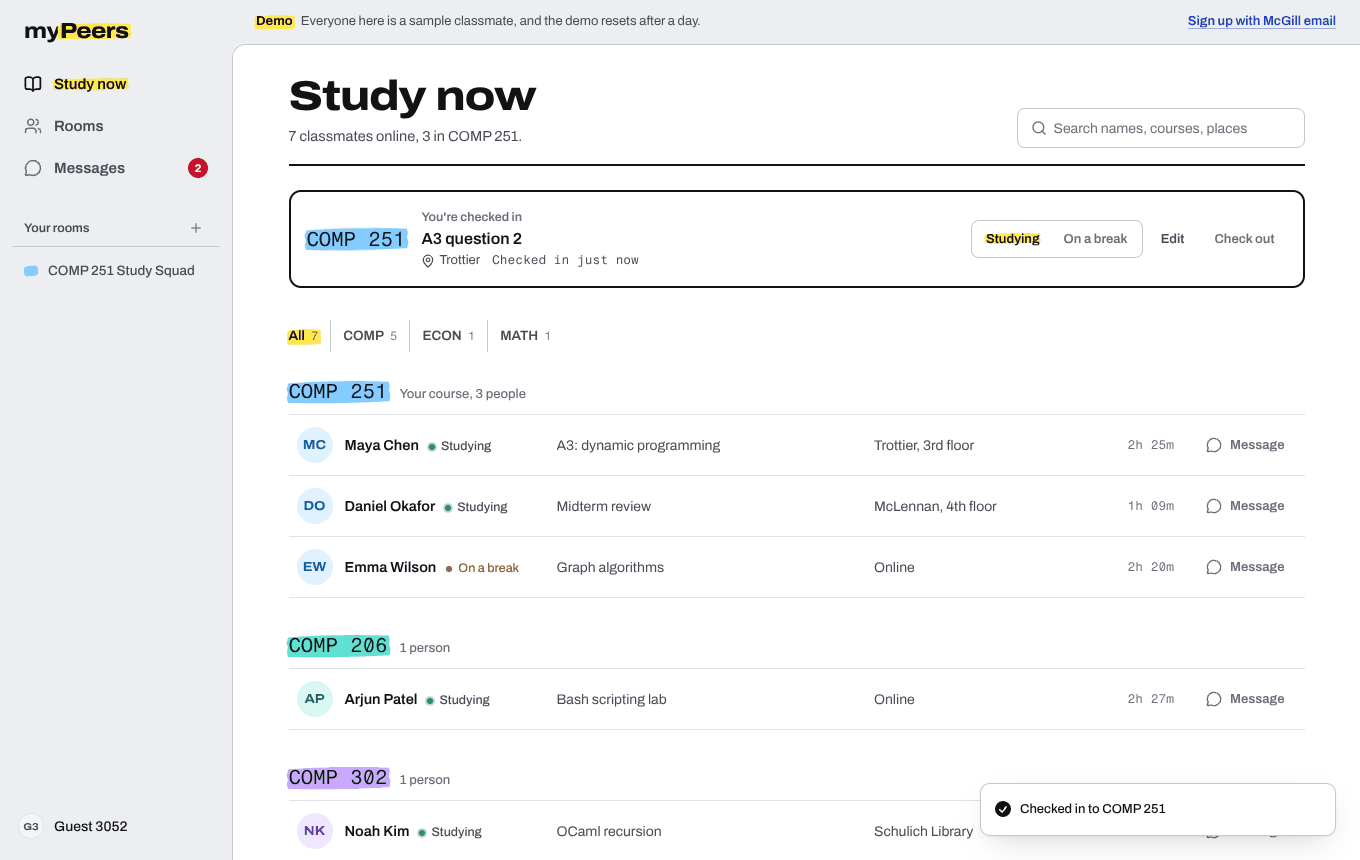 myPeers
Demo Everyone here is a sample classmate, and the demo resets after a day.
Sign up with McGill email
Study now
Rooms
Messages 2
Your rooms
COMP 251 Study Squad
G3 Guest 3052
Study now
7 classmates online, 3 in COMP 251.
Search names, courses, places
COMP 251
You're checked in
A3 question 2
Trottier Checked in just now
Studying On a break Edit Check out
All 7 COMP 5 ECON 1 MATH 1
COMP 251 Your course, 3 people
MC Maya Chen Studying A3: dynamic programming Trottier, 3rd floor 2h 25m Message
DO Daniel Okafor Studying Midterm review McLennan, 4th floor 1h 09m Message
EW Emma Wilson On a break Graph algorithms Online 2h 20m Message
COMP 206 1 person
AP Arjun Patel Studying Bash scripting lab Online 2h 27m Message
COMP 302 1 person
NK Noah Kim Studying OCaml recursion Schulich Library
Checked in to COMP 251